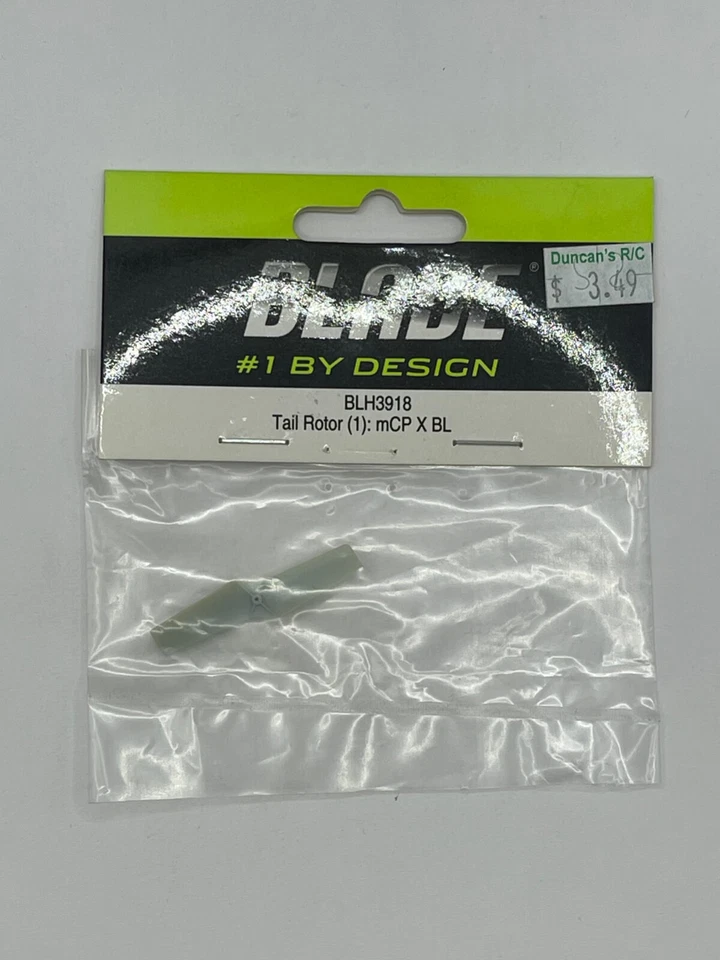 BLADE®
Duncan's R/C
$ 3.49
#1 BY DESIGN
BLH3918
Tail Rotor (1): mCP X BL